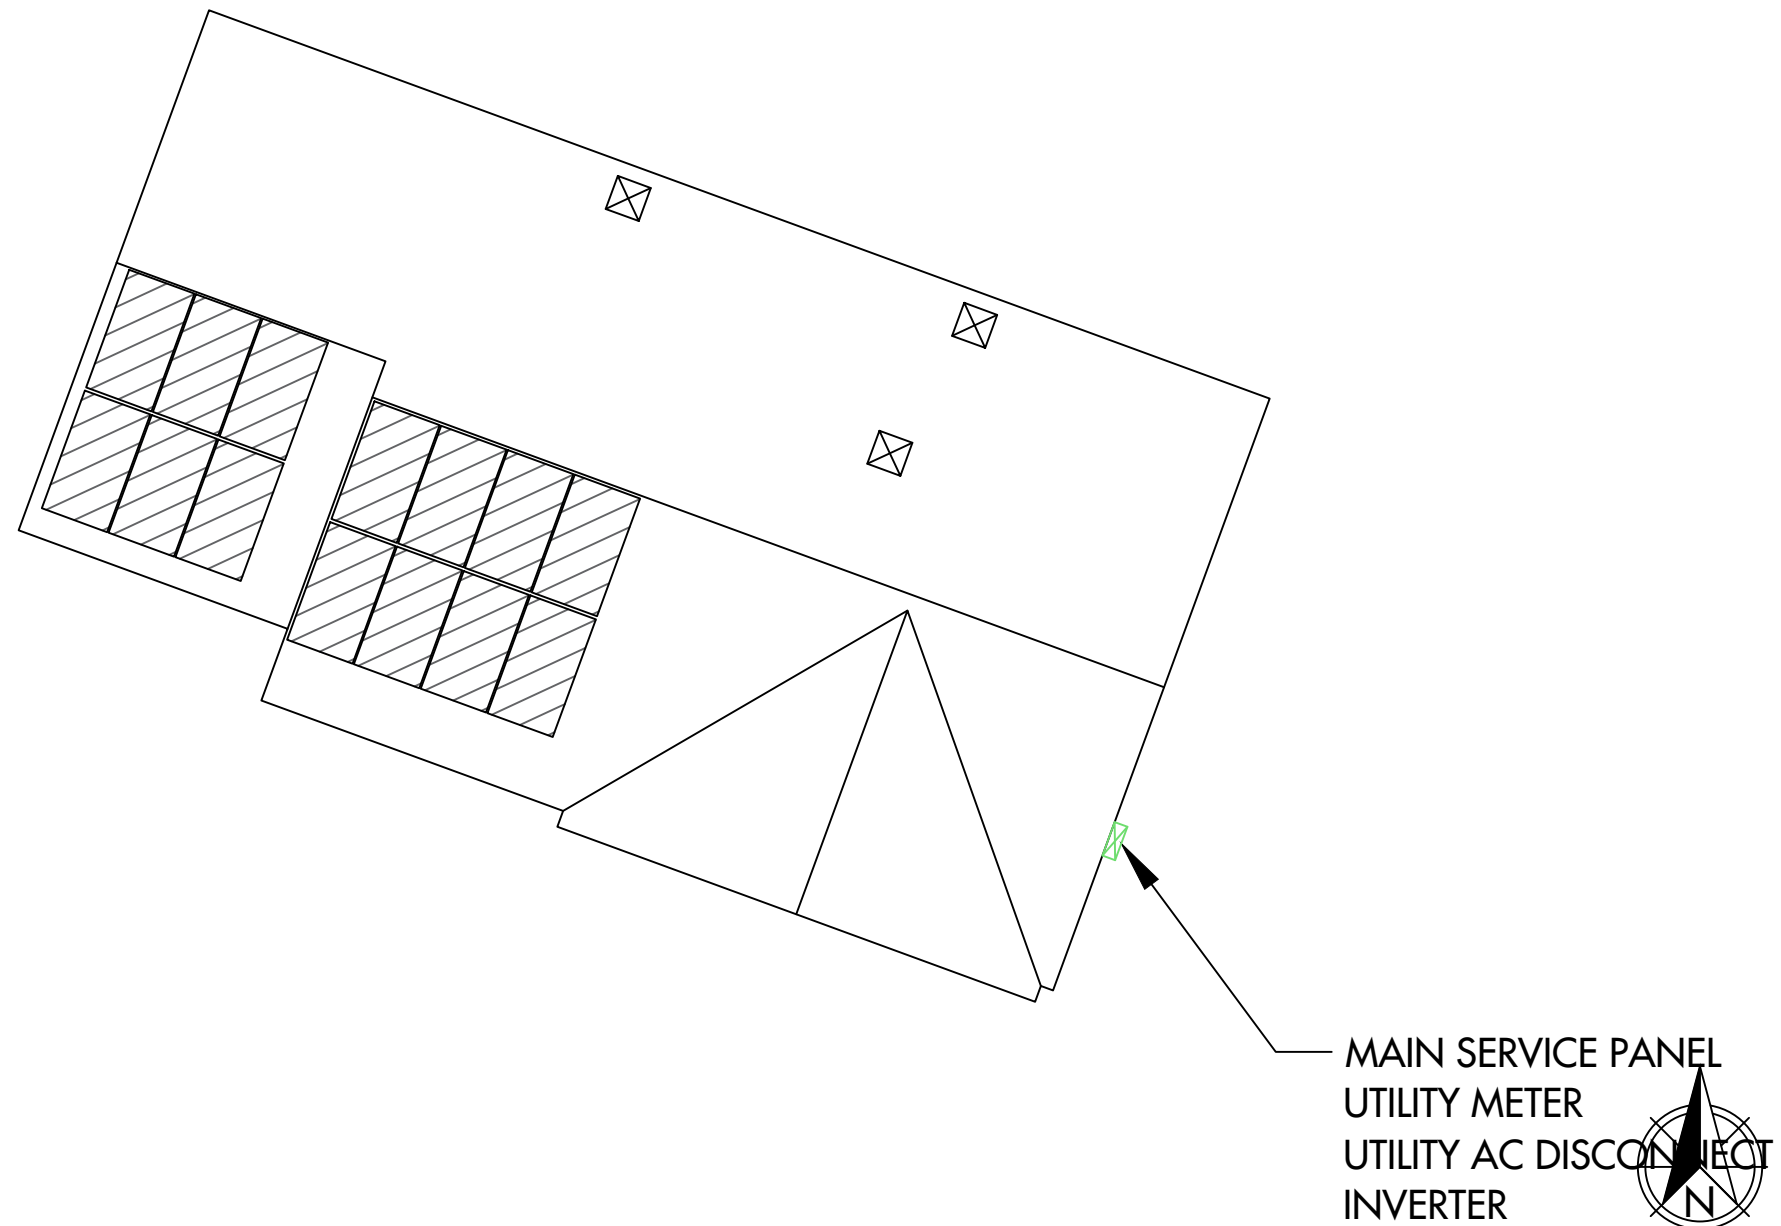 MAIN SERVICE PANEL
UTILITY METER
UTILITY AC DISCONNECT
INVERTER
N